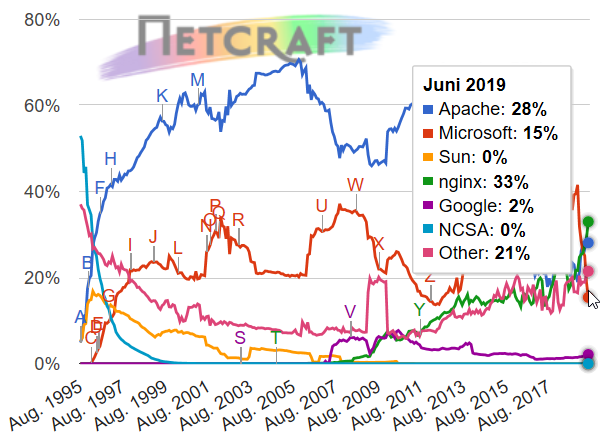 NETCRAFT
80%
60%
40%
20%
0%
Juni 2019
Apache: 28%
Microsoft: 15%
Sun: 0%
nginx: 33%
Google: 2%
NCSA: 0%
Other: 21%
A
B
C
E
F
G
H
I
J
K
L
M
N
O
P
Q
R
S
T
U
V
W
X
Y
Z
Aug. 1995
Aug. 1997
Aug. 1999
Aug. 2001
Aug. 2003
Aug. 2005
Aug. 2007
Aug. 2009
Aug. 2011
Aug. 2013
Aug. 2015
Aug. 2017